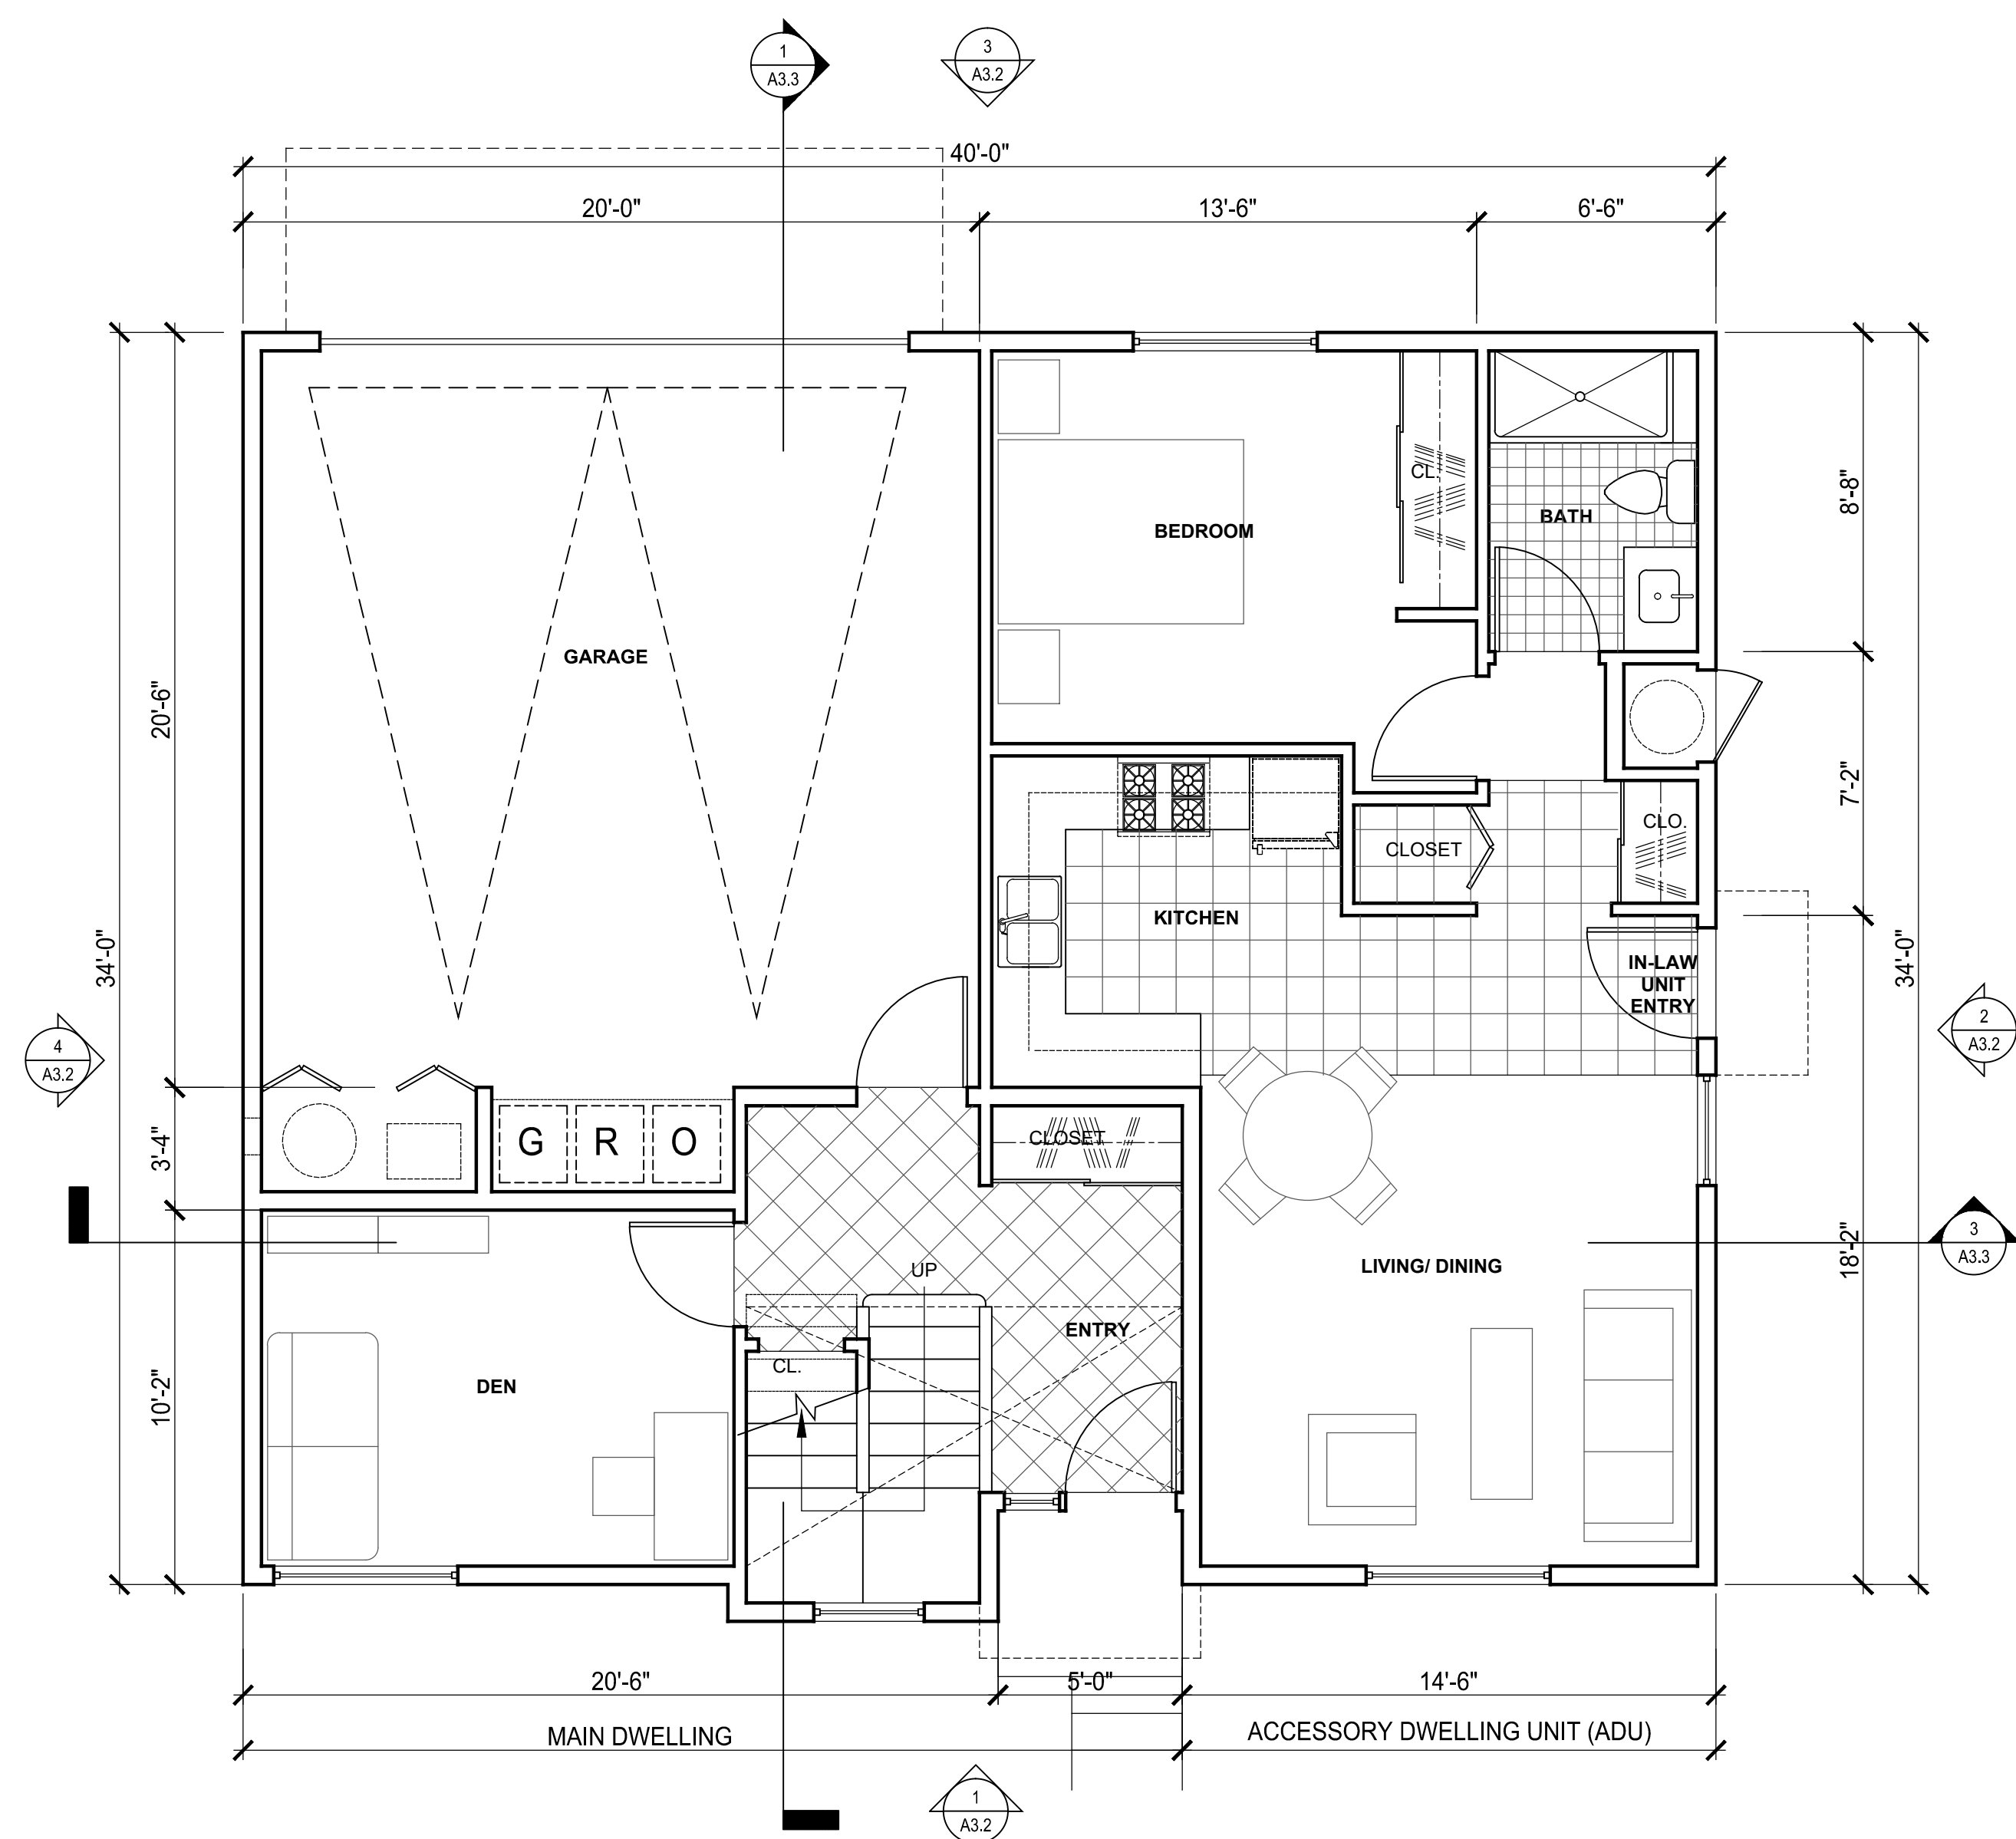 1
A3.3
3
A3.2
40'-0"
20'-0"
13'-6"
6'-6"
8'-8"
CL.
BATH
BEDROOM
GARAGE
20'-6"
7'-2"
CLO.
CLOSET
KITCHEN
34'-0"
34'-0"
IN-LAW
UNIT
ENTRY
4
A3.2
2
A3.2
3'-4"
G R O
CLOSET
3
A3.3
18'-2"
UP
LIVING/ DINING
ENTRY
CL.
DEN
10'-2"
20'-6"
5'-0"
14'-6"
MAIN DWELLING
ACCESSORY DWELLING UNIT (ADU)
1
A3.2